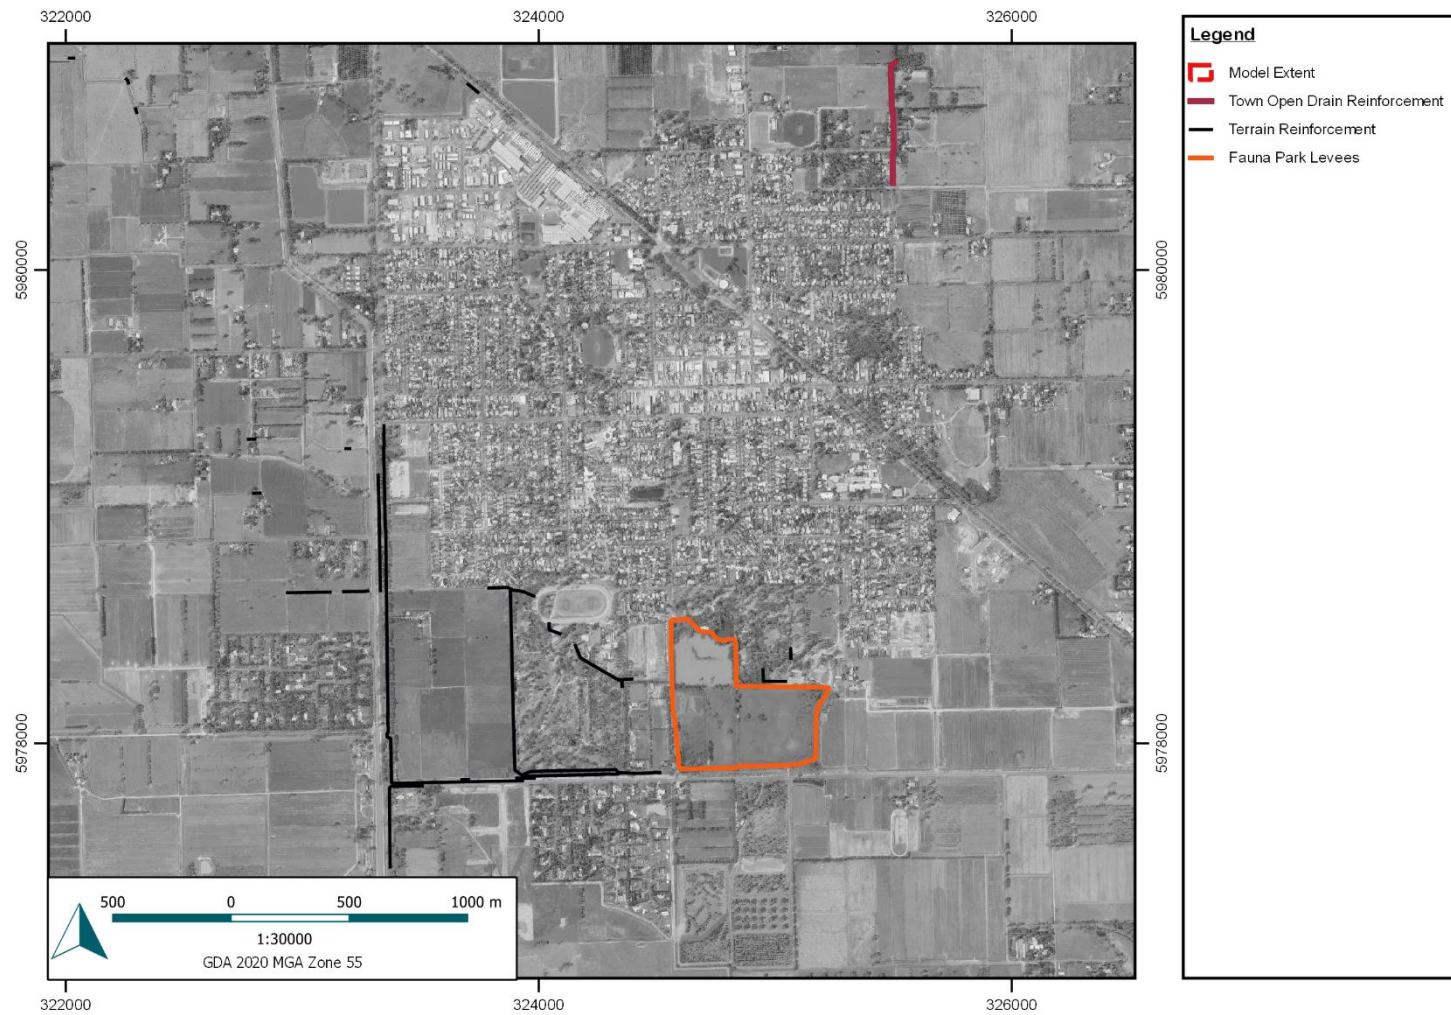 322000
324000
326000
Legend
Model Extent
Town Open Drain Reinforcement
Terrain Reinforcement
Fauna Park Levees
5980000
5980000
5978000
5978000
500
0
500
1000 m
1:30000
GDA 2020 MGA Zone 55
322000
324000
326000